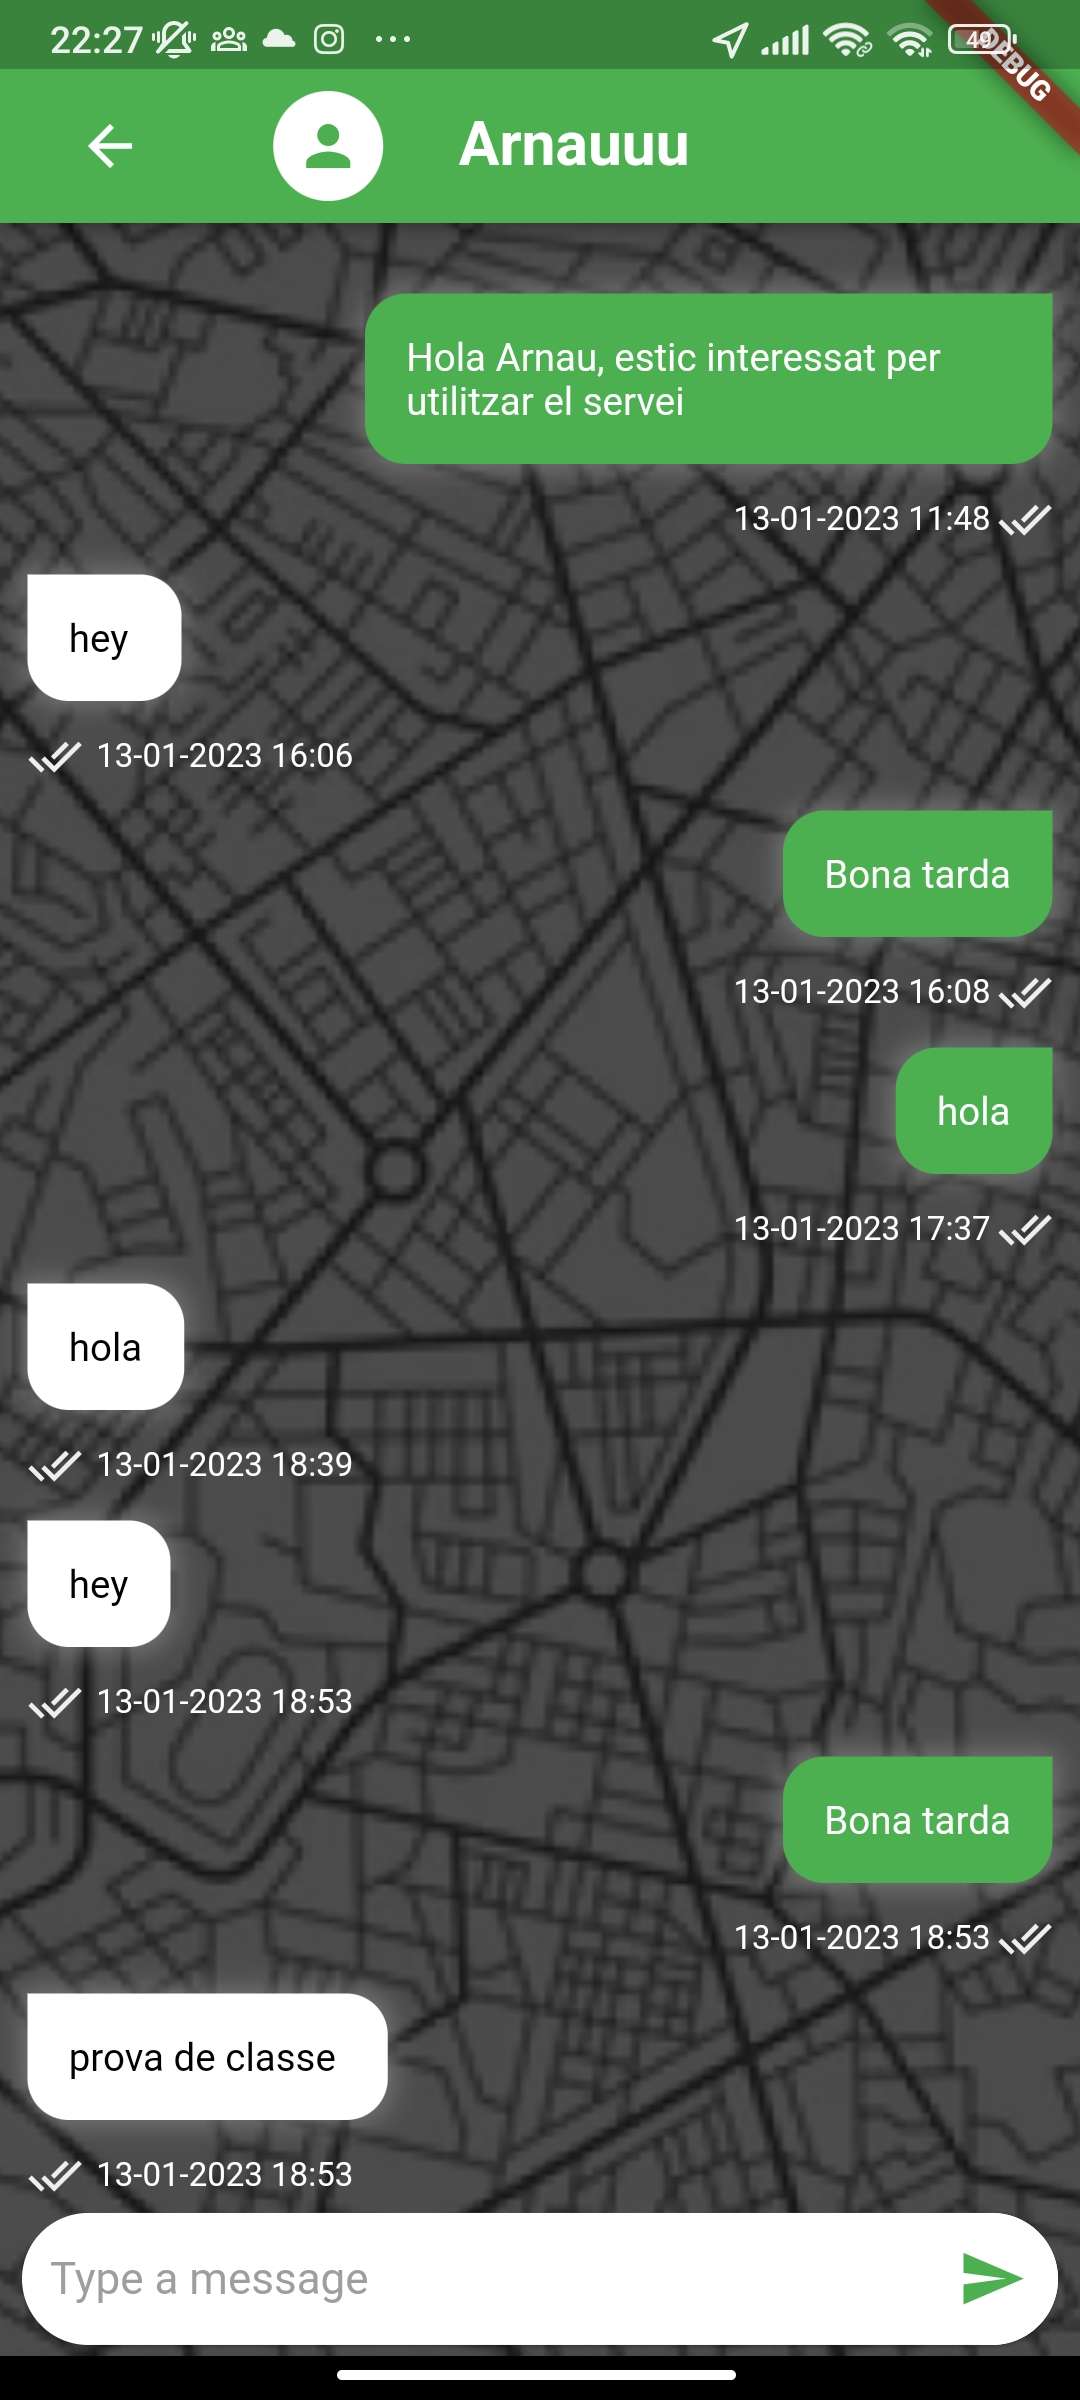 22:27
49
DEBUG
Arnauuu
Hola Arnau, estic interessat per
utilitzar el servei
13-01-2023 11:48
hey
13-01-2023 16:06
Bona tarda
13-01-2023 16:08
hola
13-01-2023 17:37
hola
13-01-2023 18:39
hey
13-01-2023 18:53
Bona tarda
13-01-2023 18:53
prova de classe
13-01-2023 18:53
Type a message